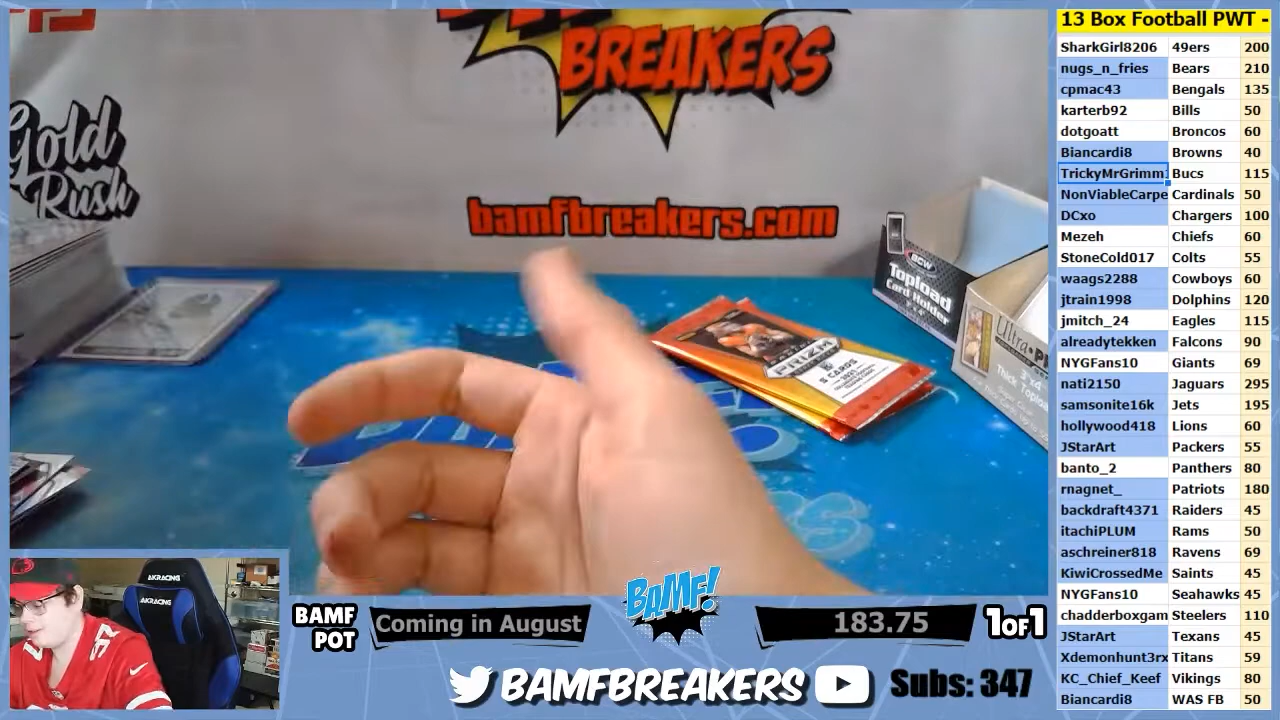 BREAKERS
Gold
Rush
bamfbreakers.com
BCW
Topload
Card Holder
PRIZM
5 CARDS
AKRACING
AKRACING
BAMF
POT
Coming in August
BAMF!
183.75
1OF1
BAMFBREAKERS
Subs: 347
13 Box Football PWT -
SharkGirl8206 49ers 200
nugs_n_fries Bears 210
cpmac43 Bengals 135
karterb92 Bills 50
dotgoatt Broncos 60
Biancardi8 Browns 40
TrickyMrGrimm Bucs 115
NonViableCarpe Cardinals 50
DCxo Chargers 100
Mezeh Chiefs 60
StoneCold017 Colts 55
waags2288 Cowboys 60
jtrain1998 Dolphins 120
jmitch_24 Eagles 115
alreadytekken Falcons 90
NYGFans10 Giants 69
nati2150 Jaguars 295
samsonite16k Jets 195
hollywood418 Lions 60
JStarArt Packers 55
banto_2 Panthers 80
rnagnet_ Patriots 180
backdraft4371 Raiders 45
itachiPLUM Rams 50
aschreiner818 Ravens 69
KiwiCrossedMe Saints 45
NYGFans10 Seahawks 45
chadderboxgam Steelers 110
JStarArt Texans 45
Xdemonhunt3rx Titans 59
KC_Chief_Keef Vikings 80
Biancardi8 WAS FB 50